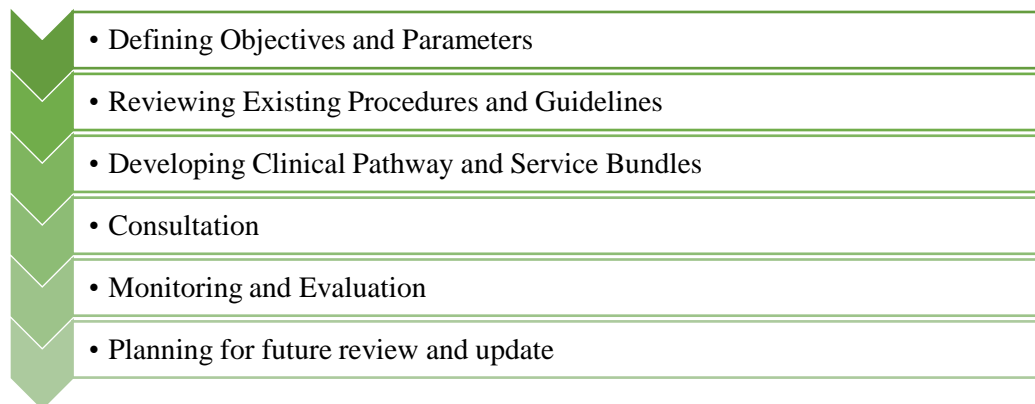 • Defining Objectives and Parameters
• Reviewing Existing Procedures and Guidelines
• Developing Clinical Pathway and Service Bundles
• Consultation
• Monitoring and Evaluation
• Planning for future review and update